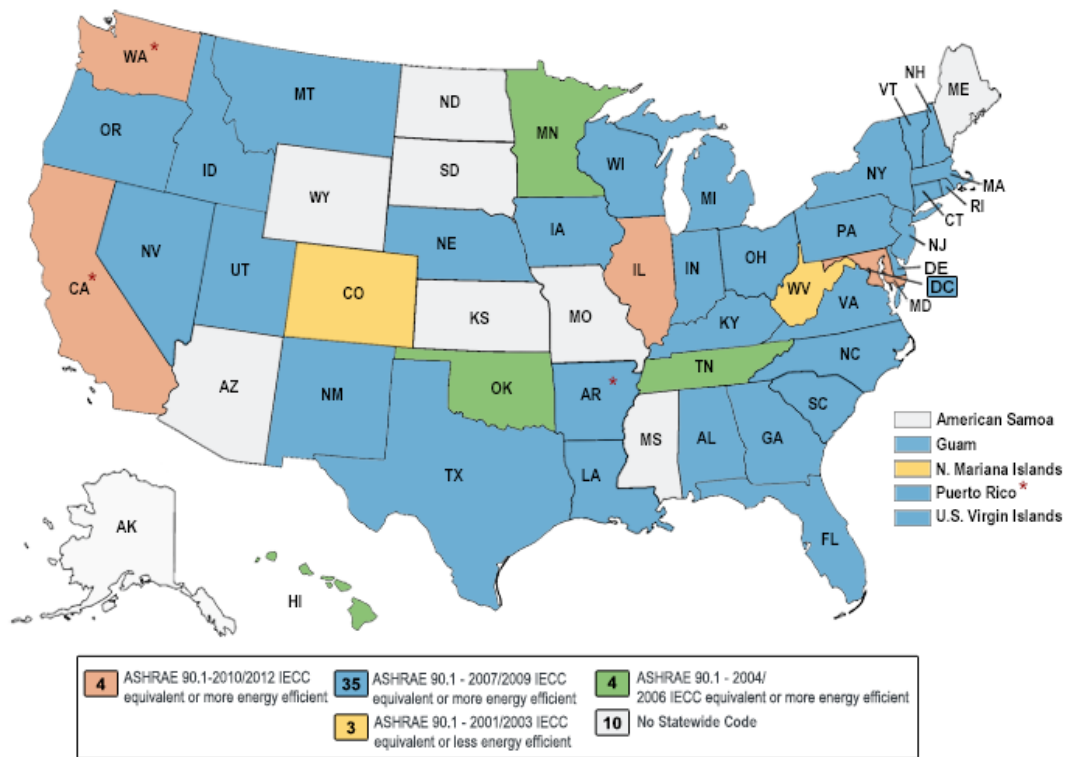 WA *
MT
ND
MN
ME
NH
VT
OR
ID
SD
WI
NY
MA
RI
CT
WY
MI
IA
NE
PA
NJ
NV
UT
CO
IL
IN
OH
DE
DC
MD
CA *
KS
MO
WV
VA
KY
NC
TN
AZ
NM
OK
AR *
SC
MS
AL
GA
TX
LA
FL
AK
HI
American Samoa
Guam
N. Mariana Islands
Puerto Rico *
U.S. Virgin Islands
4 ASHRAE 90.1-2010/2012 IECC
equivalent or more energy efficient
35 ASHRAE 90.1 - 2007/2009 IECC
equivalent or more energy efficient
4 ASHRAE 90.1 - 2004/
2006 IECC equivalent or more energy efficient
3 ASHRAE 90.1 - 2001/2003 IECC
equivalent or less energy efficient
10 No Statewide Code